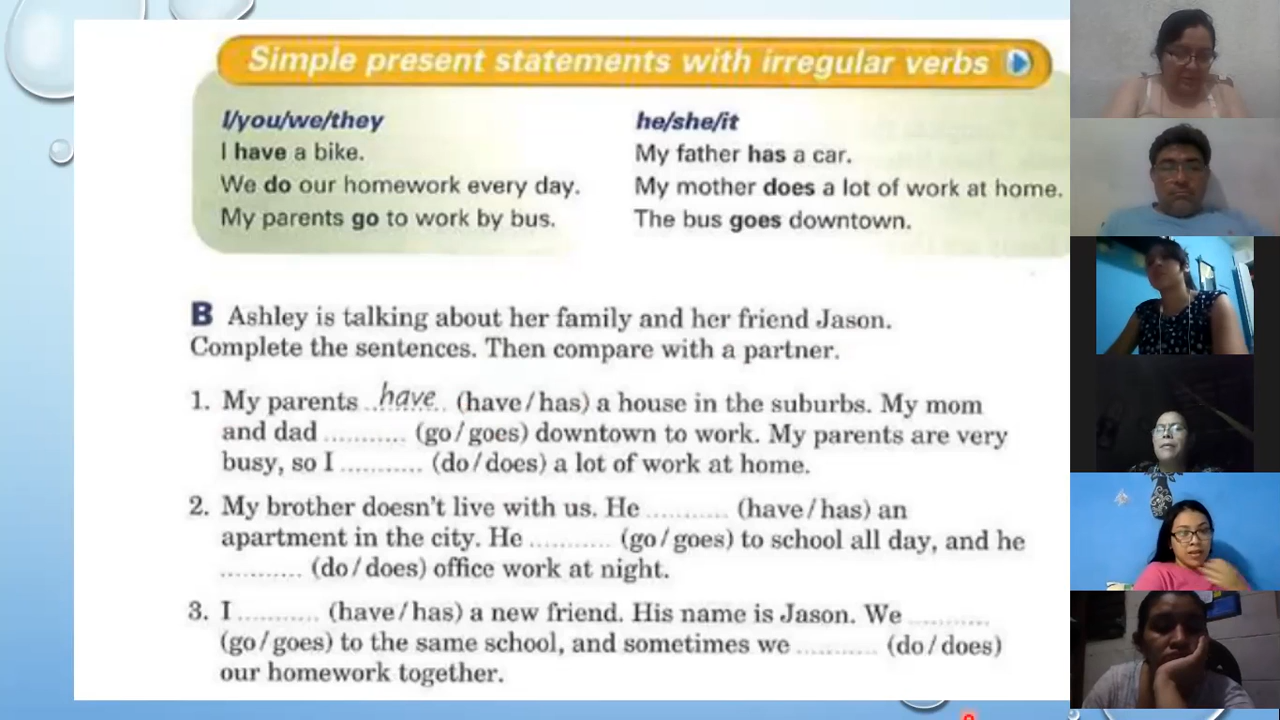 Simple present statements with irregular verbs
I/you/we/they
I have a bike.
We do our homework every day.
My parents go to work by bus.
he/she/it
My father has a car.
My mother does a lot of work at home.
The bus goes downtown.
B Ashley is talking about her family and her friend Jason.
Complete the sentences. Then compare with a partner.
1. My parents ..have.. (have/has) a house in the suburbs. My mom
and dad ........... (go/goes) downtown to work. My parents are very
busy, so I ........... (do/does) a lot of work at home.
2. My brother doesn't live with us. He ........... (have/has) an
apartment in the city. He ........... (go/goes) to school all day, and he
........... (do/does) office work at night.
3. I ........... (have/has) a new friend. His name is Jason. We ...........
(go/goes) to the same school, and sometimes we ........... (do/does)
our homework together.